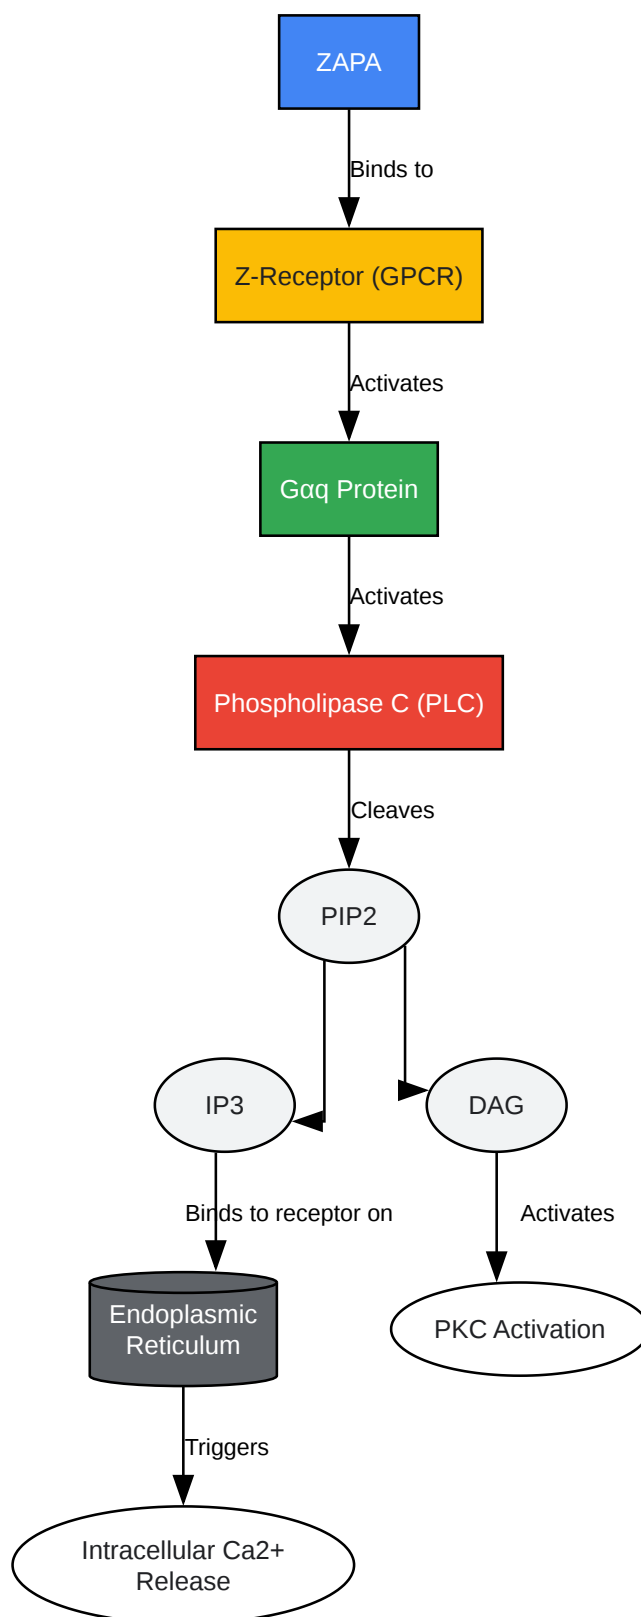 ZAPA
Binds to
Z-Receptor (GPCR)
Activates
Gαq Protein
Activates
Phospholipase C (PLC)
Cleaves
PIP2
IP3
DAG
Binds to receptor on
Activates
Endoplasmic
Reticulum
PKC Activation
Triggers
Intracellular Ca2+
Release